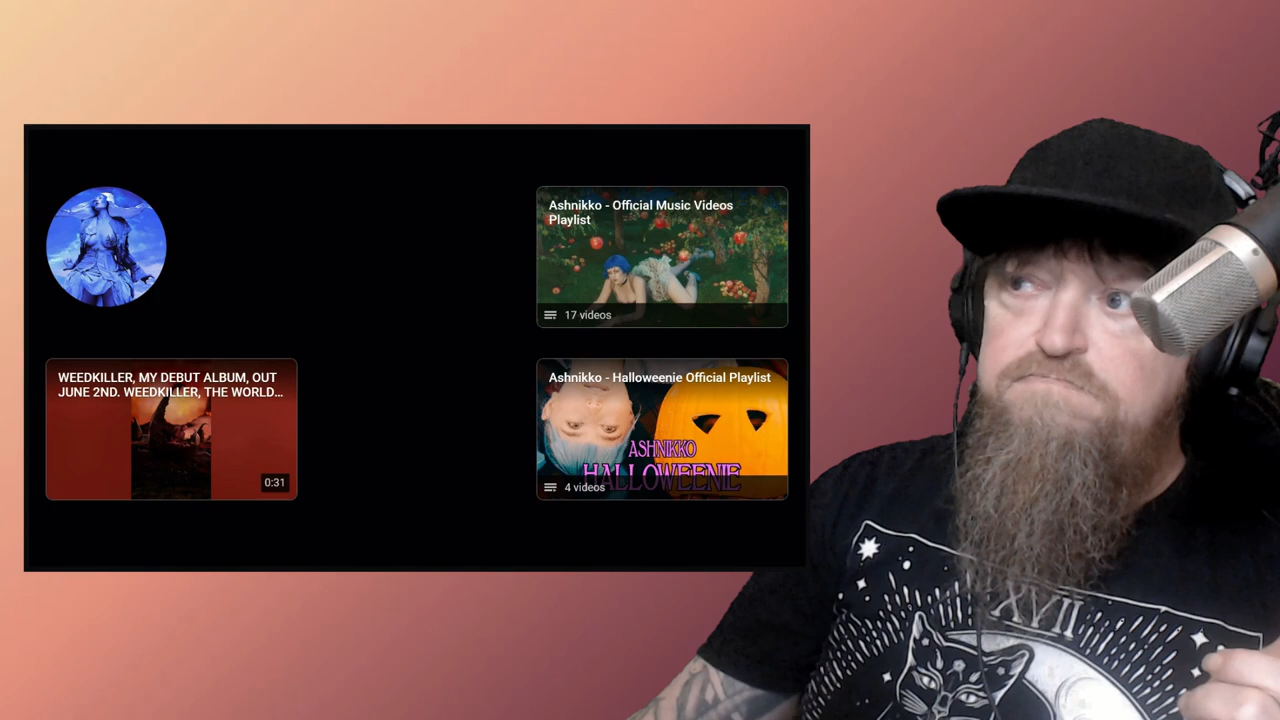 Ashnikko - Official Music Videos
Playlist
17 videos
WEEDKILLER, MY DEBUT ALBUM, OUT
JUNE 2ND. WEEDKILLER, THE WORLD...
0:31
Ashnikko - Halloweenie Official Playlist
ASHNIKKO
HALLOWEENIE
4 videos
XVII